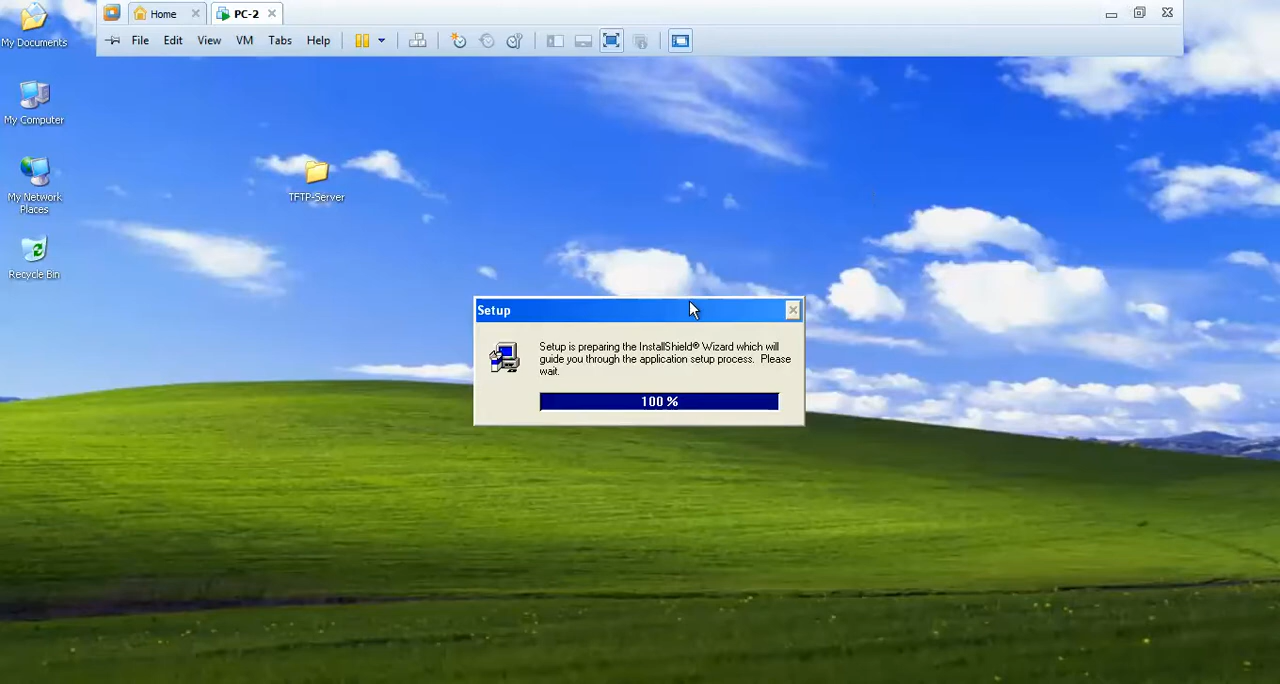 Home
PC-2
File Edit View VM Tabs Help
My Documents
My Computer
My Network
Places
Recycle Bin
TFTP-Server
Setup
Setup is preparing the InstallShield® Wizard which will
guide you through the application setup process. Please
wait.
100 %